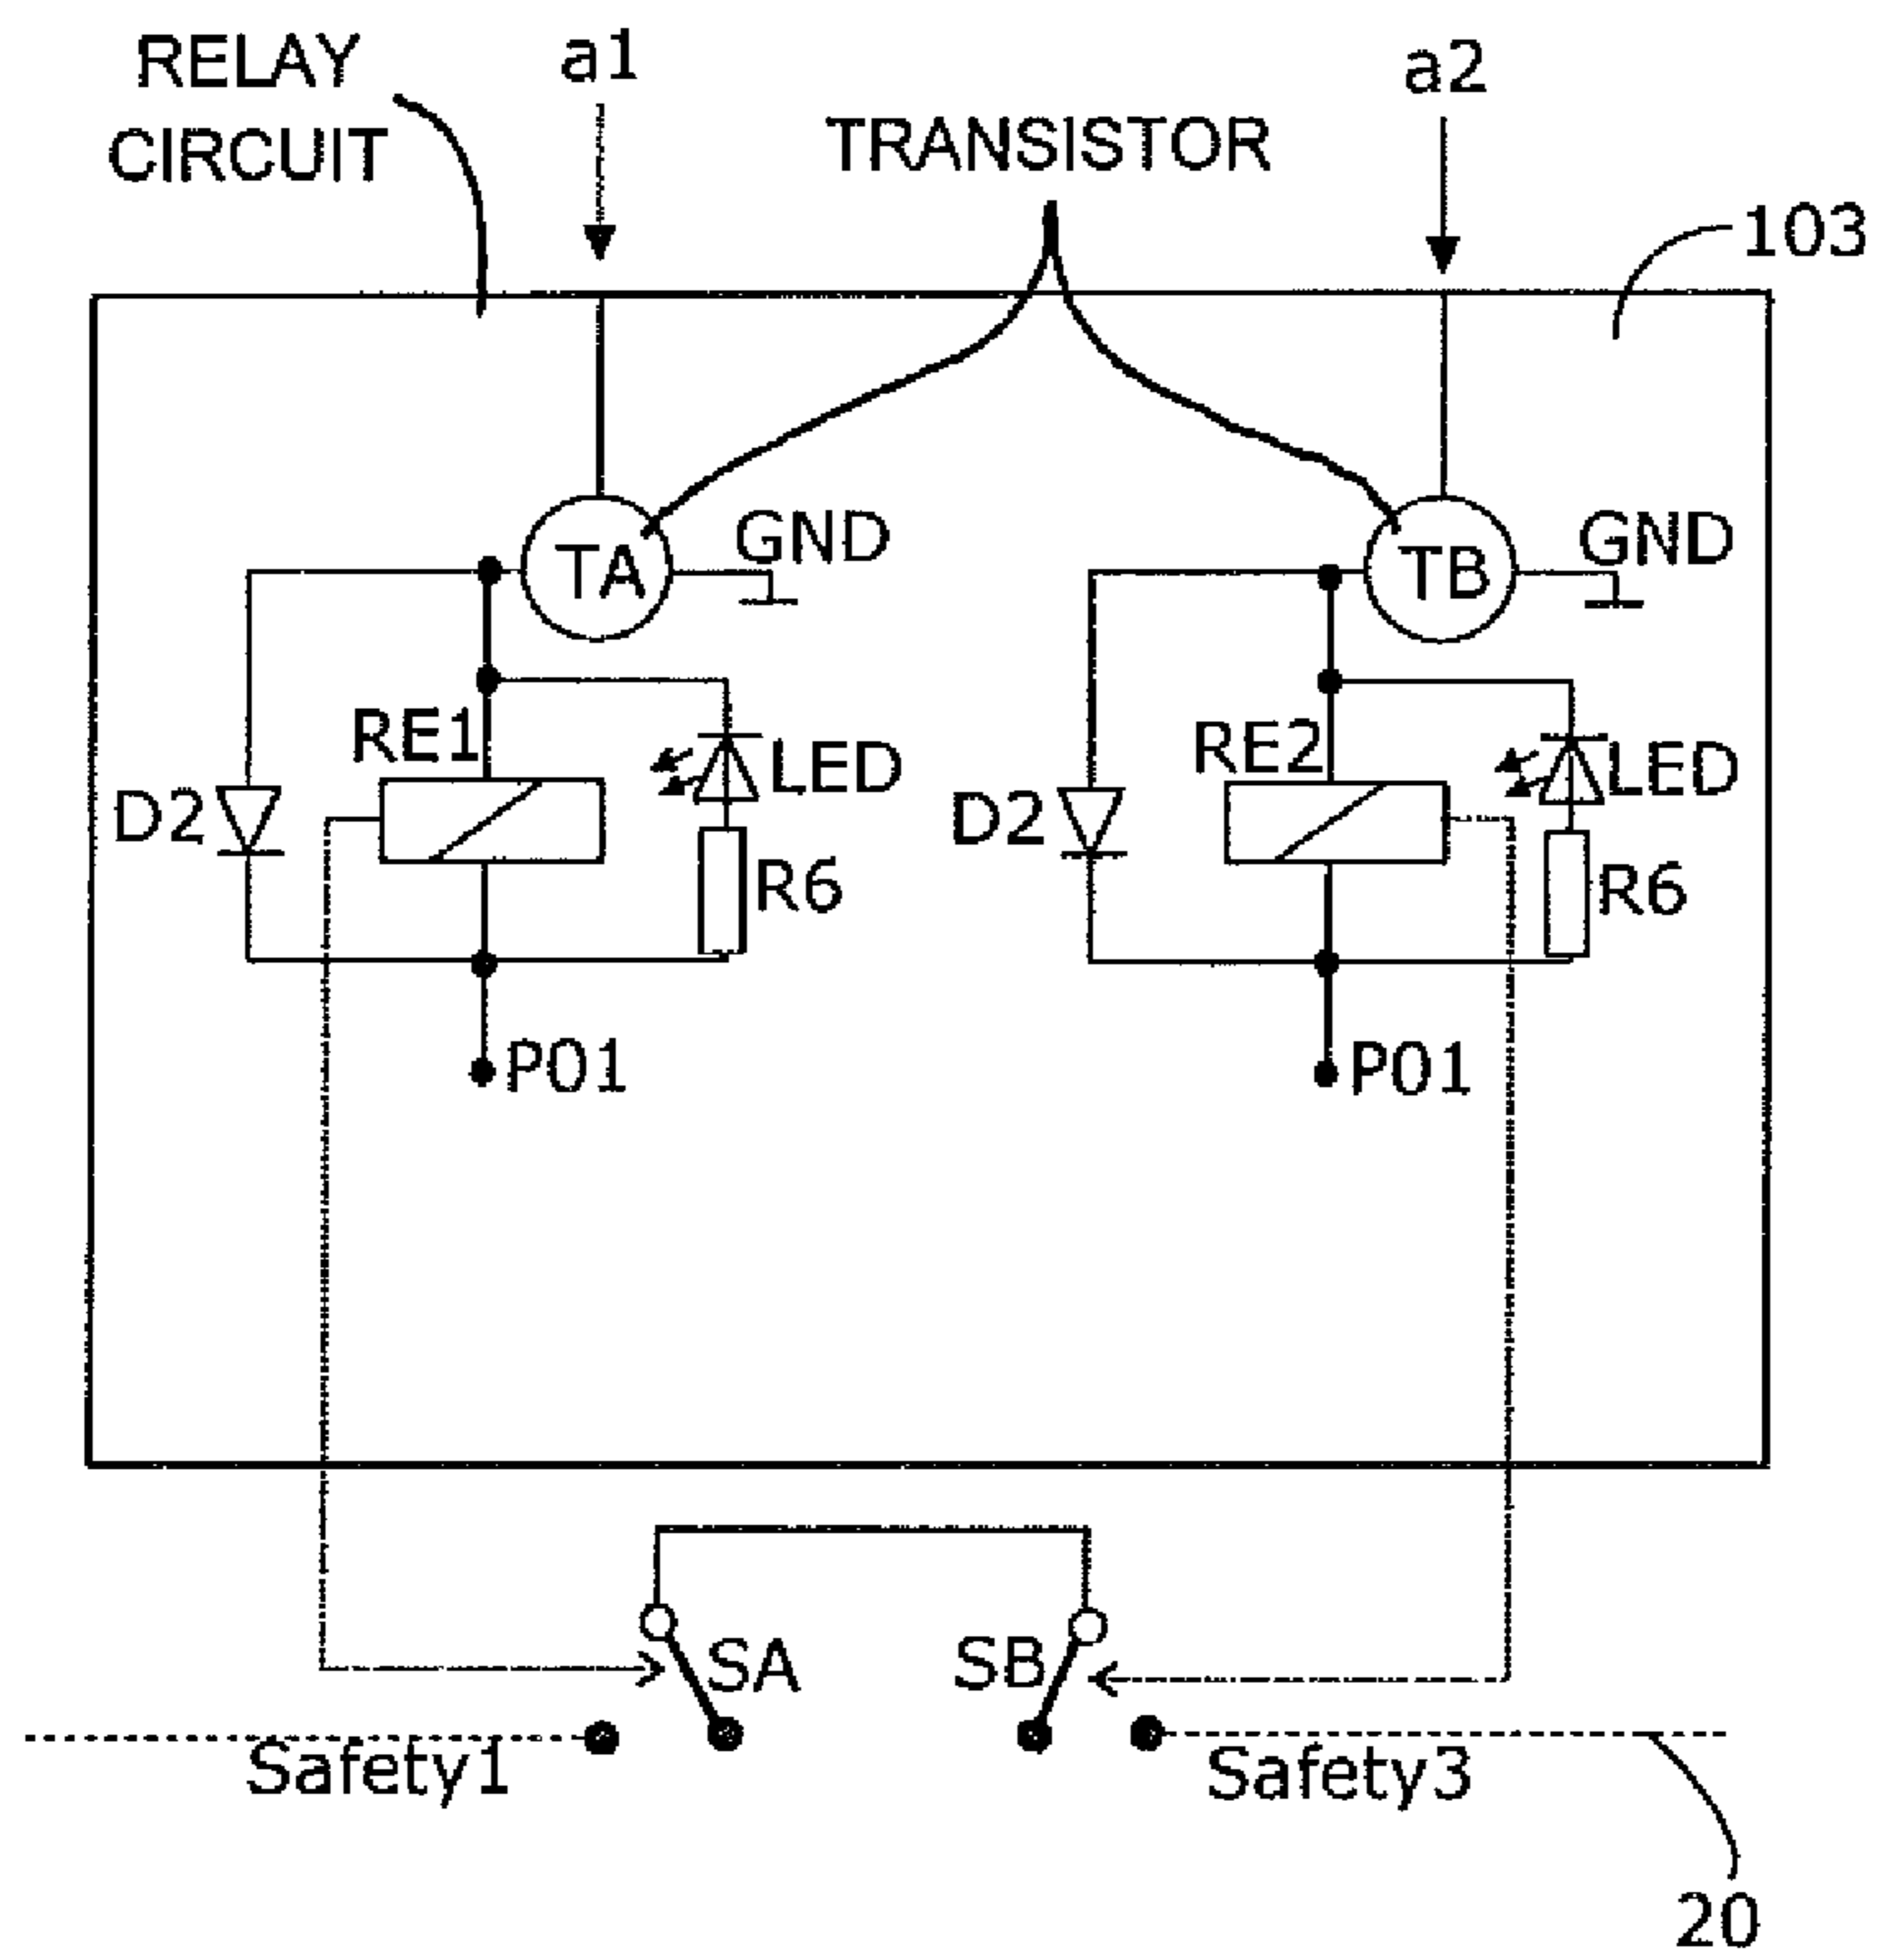 RELAY
CIRCUIT
a1
TRANSISTOR
a2
103
TA
GND
TB
GND
RE1
LED
D2
R6
RE2
LED
D2
R6
P01
P01
SA
SB
Safety1
Safety3
20